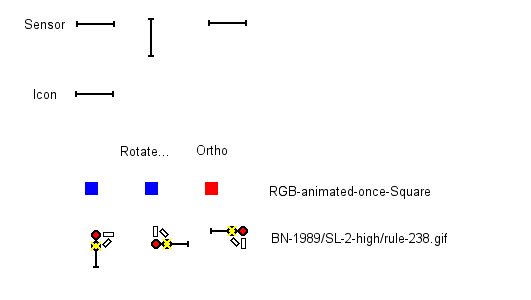 Sensor
Icon
Rotate... Ortho
RGB-animated-once-Square
BN-1989/SL-2-high/rule-238.gif